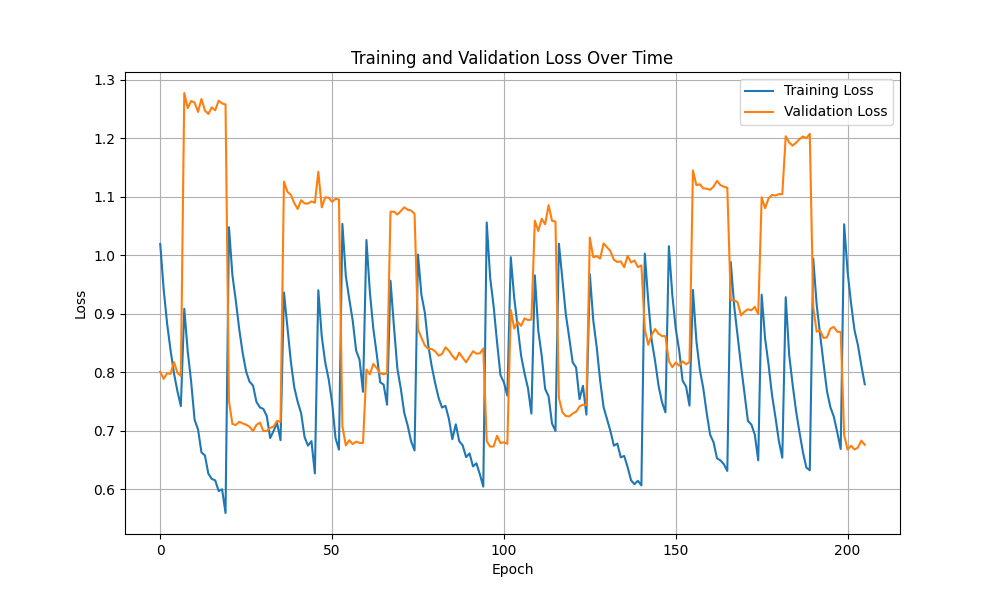 Training and Validation Loss Over Time
Training Loss
Validation Loss
1.3
1.2
1.1
1.0
0.9
0.8
0.7
0.6
Loss
0
50
100
150
200
Epoch